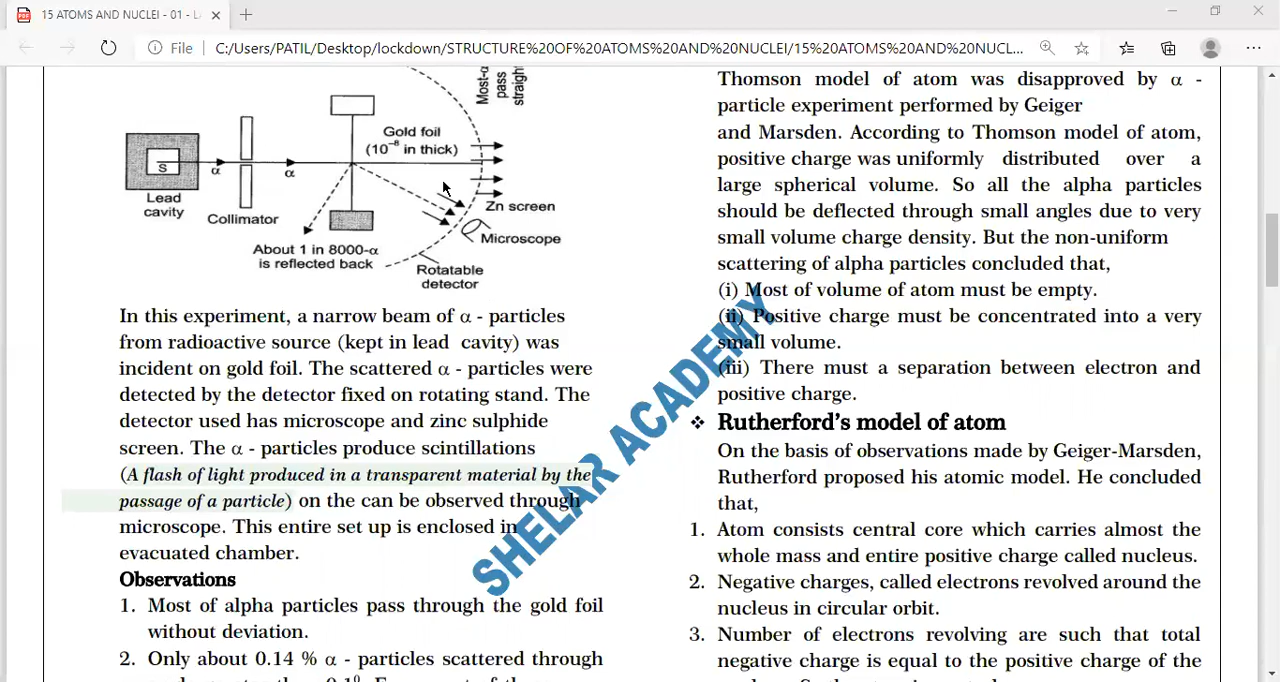 15 ATOMS AND NUCLEI - 01 - L
File
C:/Users/PATIL/Desktop/lockdown/STRUCTURE%20OF%20ATOMS%20AND%20NUCLEI/15%20ATOMS%20AND%20NUCL...
Most-α
pass
straight
Gold foil
(10⁻⁸ in thick)
S
α
α
Lead
cavity
Collimator
Zn screen
Microscope
About 1 in 8000-α
is reflected back
Rotatable
detector
In this experiment, a narrow beam of α - particles
from radioactive source (kept in lead cavity) was
incident on gold foil. The scattered α - particles were
detected by the detector fixed on rotating stand. The
detector used has microscope and zinc sulphide
screen. The α - particles produce scintillations
(A flash of light produced in a transparent material by the
passage of a particle) on the can be observed through
microscope. This entire set up is enclosed in
evacuated chamber.
Observations
1. Most of alpha particles pass through the gold foil
without deviation.
2. Only about 0.14 % α - particles scattered through
Thomson model of atom was disapproved by α -
particle experiment performed by Geiger
and Marsden. According to Thomson model of atom,
positive charge was uniformly distributed over a
large spherical volume. So all the alpha particles
should be deflected through small angles due to very
small volume charge density. But the non-uniform
scattering of alpha particles concluded that,
(i) Most of volume of atom must be empty.
(ii) Positive charge must be concentrated into a very
small volume.
(iii) There must a separation between electron and
positive charge.
❖ Rutherford's model of atom
On the basis of observations made by Geiger-Marsden,
Rutherford proposed his atomic model. He concluded
that,
1. Atom consists central core which carries almost the
whole mass and entire positive charge called nucleus.
2. Negative charges, called electrons revolved around the
nucleus in circular orbit.
3. Number of electrons revolving are such that total
negative charge is equal to the positive charge of the
SHELAR ACADEMY